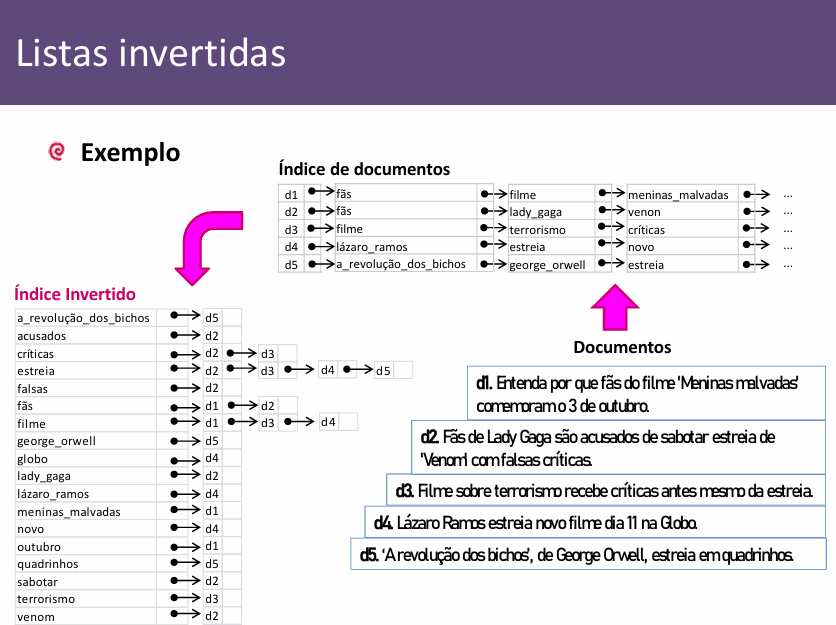 Listas invertidas
Exemplo
Índice de documentos
d1 fãs filme meninas_malvadas ...
d2 fãs lady_gaga venon ...
d3 filme terrorismo críticas ...
d4 lázaro_ramos estreia novo ...
d5 a_revolução_dos_bichos george_orwell estreia ...
Índice Invertido
a_revolução_dos_bichos d5
acusados d2
críticas d2 d3
estreia d2 d3 d4 d5
falsas d2
fãs d1 d2
filme d1 d3 d4
george_orwell d5
globo d4
lady_gaga d2
lázaro_ramos d4
meninas_malvadas d1
novo d4
outubro d1
quadrinhos d5
sabotar d2
terrorismo d3
venom d2
Documentos
d1. Entenda por que fãs do filme 'Meninas malvadas'
comemoram o 3 de outubro.
d2. Fãs de Lady Gaga são acusados de sabotar estreia de
'Venom' com falsas críticas.
d3. Filme sobre terrorismo recebe críticas antes mesmo da estreia.
d4. Lázaro Ramos estreia novo filme dia 11 na Globo.
d5. 'A revolução dos bichos', de George Orwell, estreia em quadrinhos.